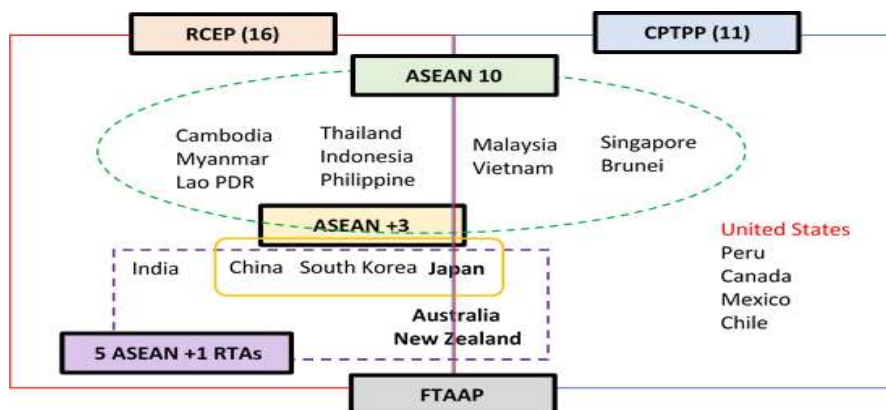 RCEP (16)
CPTPP (11)
ASEAN 10
Cambodia
Myanmar
Lao PDR
Thailand
Indonesia
Philippine
Malaysia
Vietnam
Singapore
Brunei
ASEAN +3
United States
Peru
Canada
Mexico
Chile
India
China
South Korea
Japan
Australia
New Zealand
5 ASEAN +1 RTAs
FTAAP